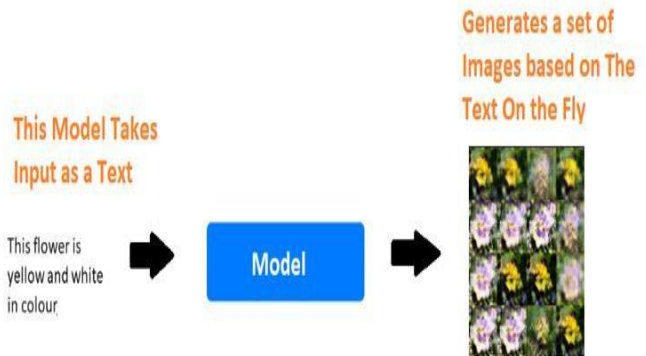 Generates a set of
Images based on The
Text On the Fly
This Model Takes
Input as a Text
This flower is
yellow and white
in colour
Model